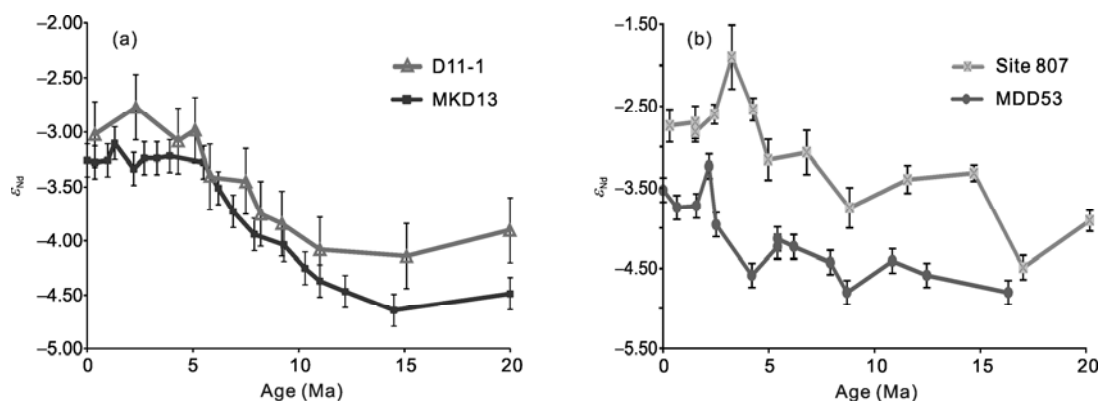 (a)
D11-1
MKD13
εNd
−2.00
−2.50
−3.00
−3.50
−4.00
−4.50
−5.00
0 5 10 15 20
Age (Ma)
(b)
Site 807
MDD53
εNd
−1.50
−2.50
−3.50
−4.50
−5.50
0 5 10 15 20
Age (Ma)